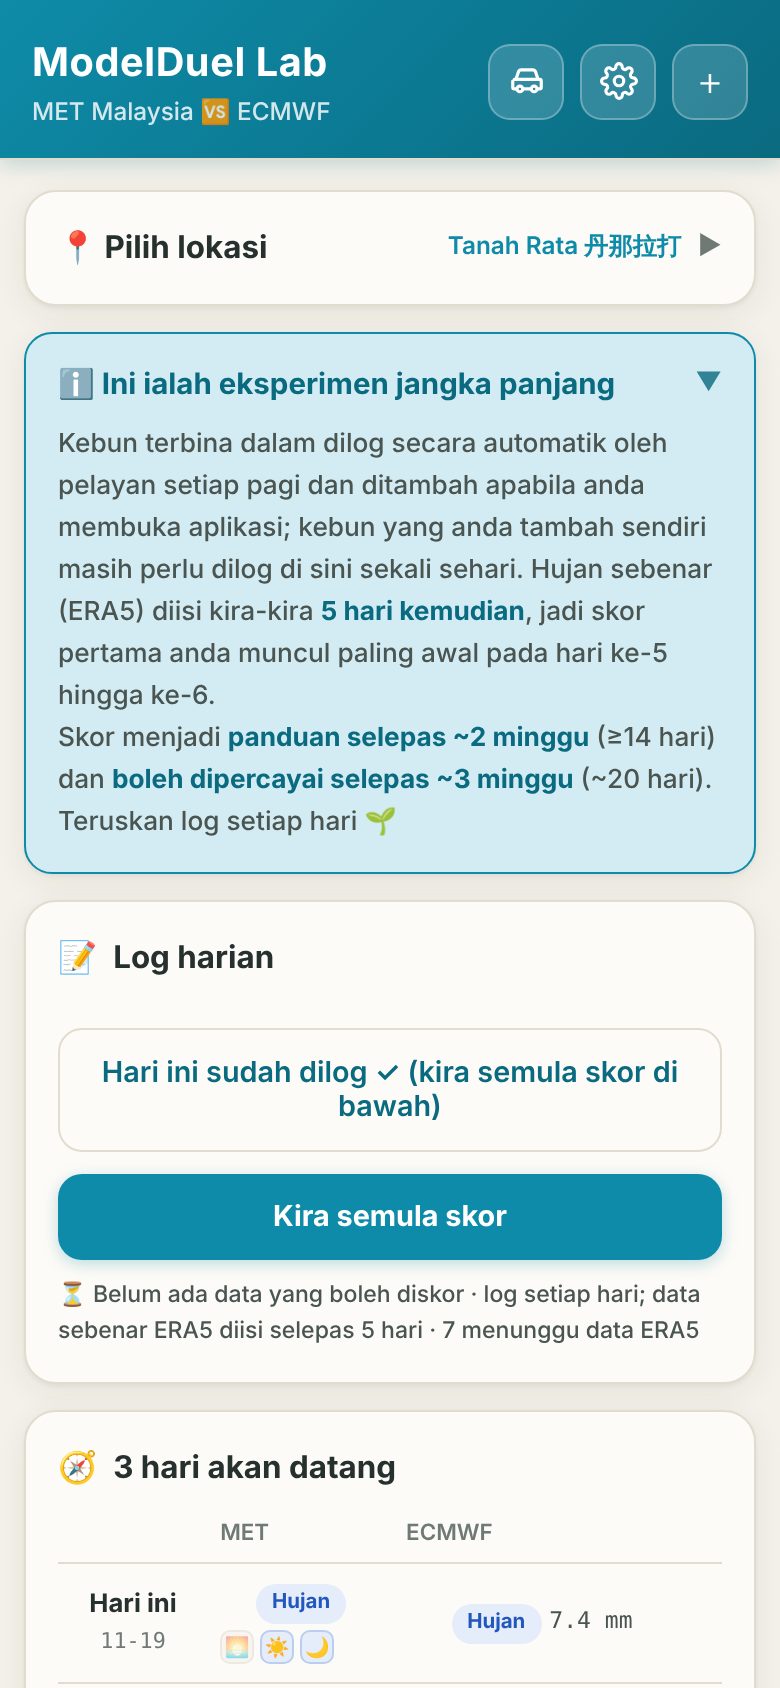 ModelDuel Lab
MET Malaysia 🆚 ECMWF
+
📍 Pilih lokasi
Tanah Rata 丹那拉打 ▶
ℹ️ Ini ialah eksperimen jangka panjang ▼
Kebun terbina dalam dilog secara automatik oleh
pelayan setiap pagi dan ditambah apabila anda
membuka aplikasi; kebun yang anda tambah sendiri
masih perlu dilog di sini sekali sehari. Hujan sebenar
(ERA5) diisi kira-kira 5 hari kemudian, jadi skor
pertama anda muncul paling awal pada hari ke-5
hingga ke-6.
Skor menjadi panduan selepas ~2 minggu (≥14 hari)
dan boleh dipercayai selepas ~3 minggu (~20 hari).
Teruskan log setiap hari 🌱
📝 Log harian
Hari ini sudah dilog ✓ (kira semula skor di
bawah)
Kira semula skor
⏳ Belum ada data yang boleh diskor · log setiap hari; data
sebenar ERA5 diisi selepas 5 hari · 7 menunggu data ERA5
🧭 3 hari akan datang
MET ECMWF
Hari ini
11-19
Hujan
🌅 ☀️ 🌙
Hujan 7.4 mm